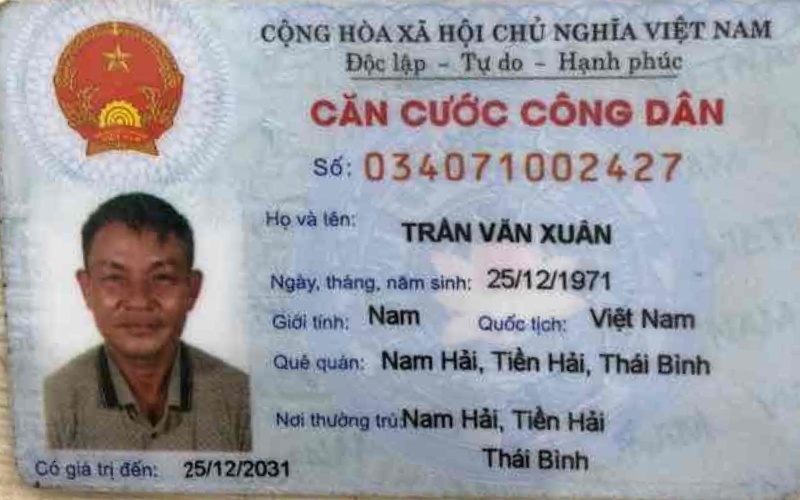 CỘNG HÒA XÃ HỘI CHỦ NGHĨA VIỆT NAM
Độc lập - Tự do - Hạnh phúc
CĂN CƯỚC CÔNG DÂN
Số: 034071002427
Họ và tên: TRẦN VĂN XUÂN
Ngày, tháng, năm sinh: 25/12/1971
Giới tính: Nam Quốc tịch: Việt Nam
Quê quán: Nam Hải, Tiền Hải, Thái Bình
Nơi thường trú: Nam Hải, Tiền Hải
Thái Bình
Có giá trị đến: 25/12/2031